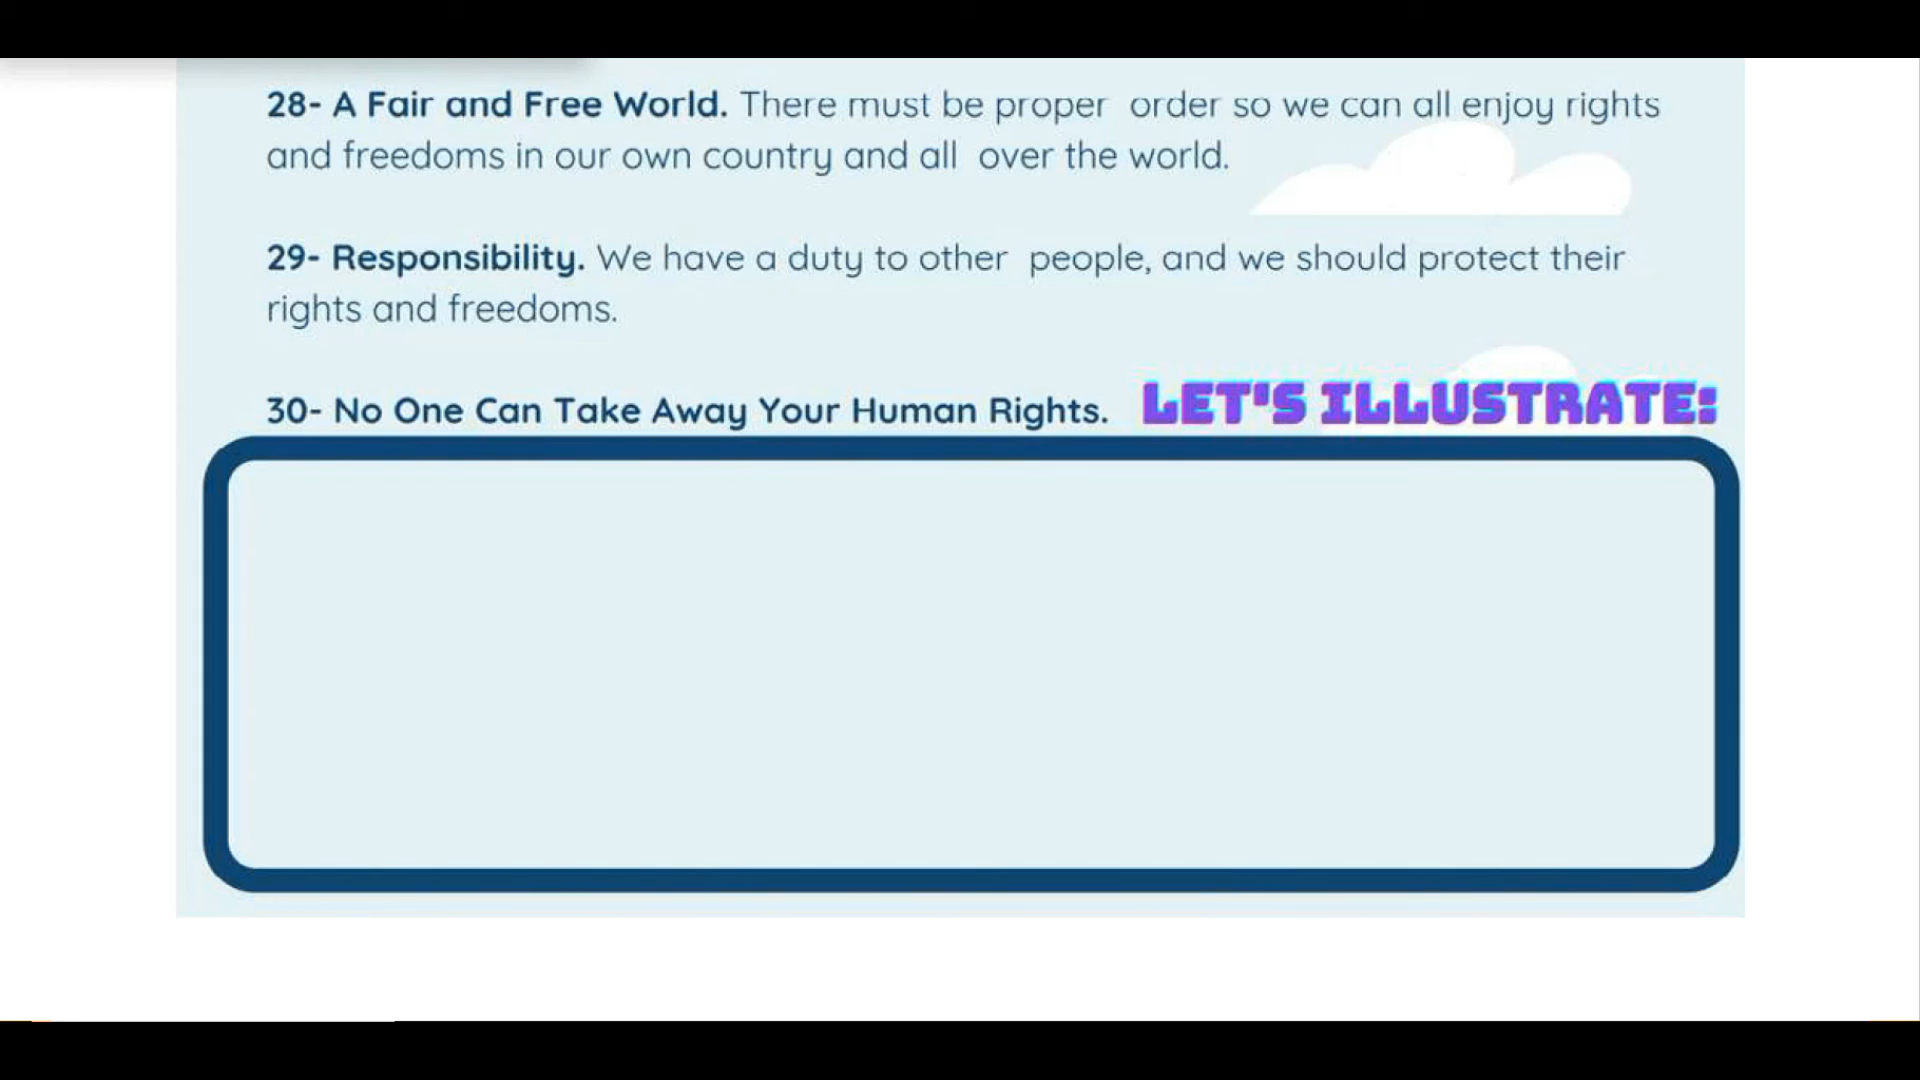 28- A Fair and Free World. There must be proper order so we can all enjoy rights
and freedoms in our own country and all over the world.
29- Responsibility. We have a duty to other people, and we should protect their
rights and freedoms.
30- No One Can Take Away Your Human Rights. LET'S ILLUSTRATE: